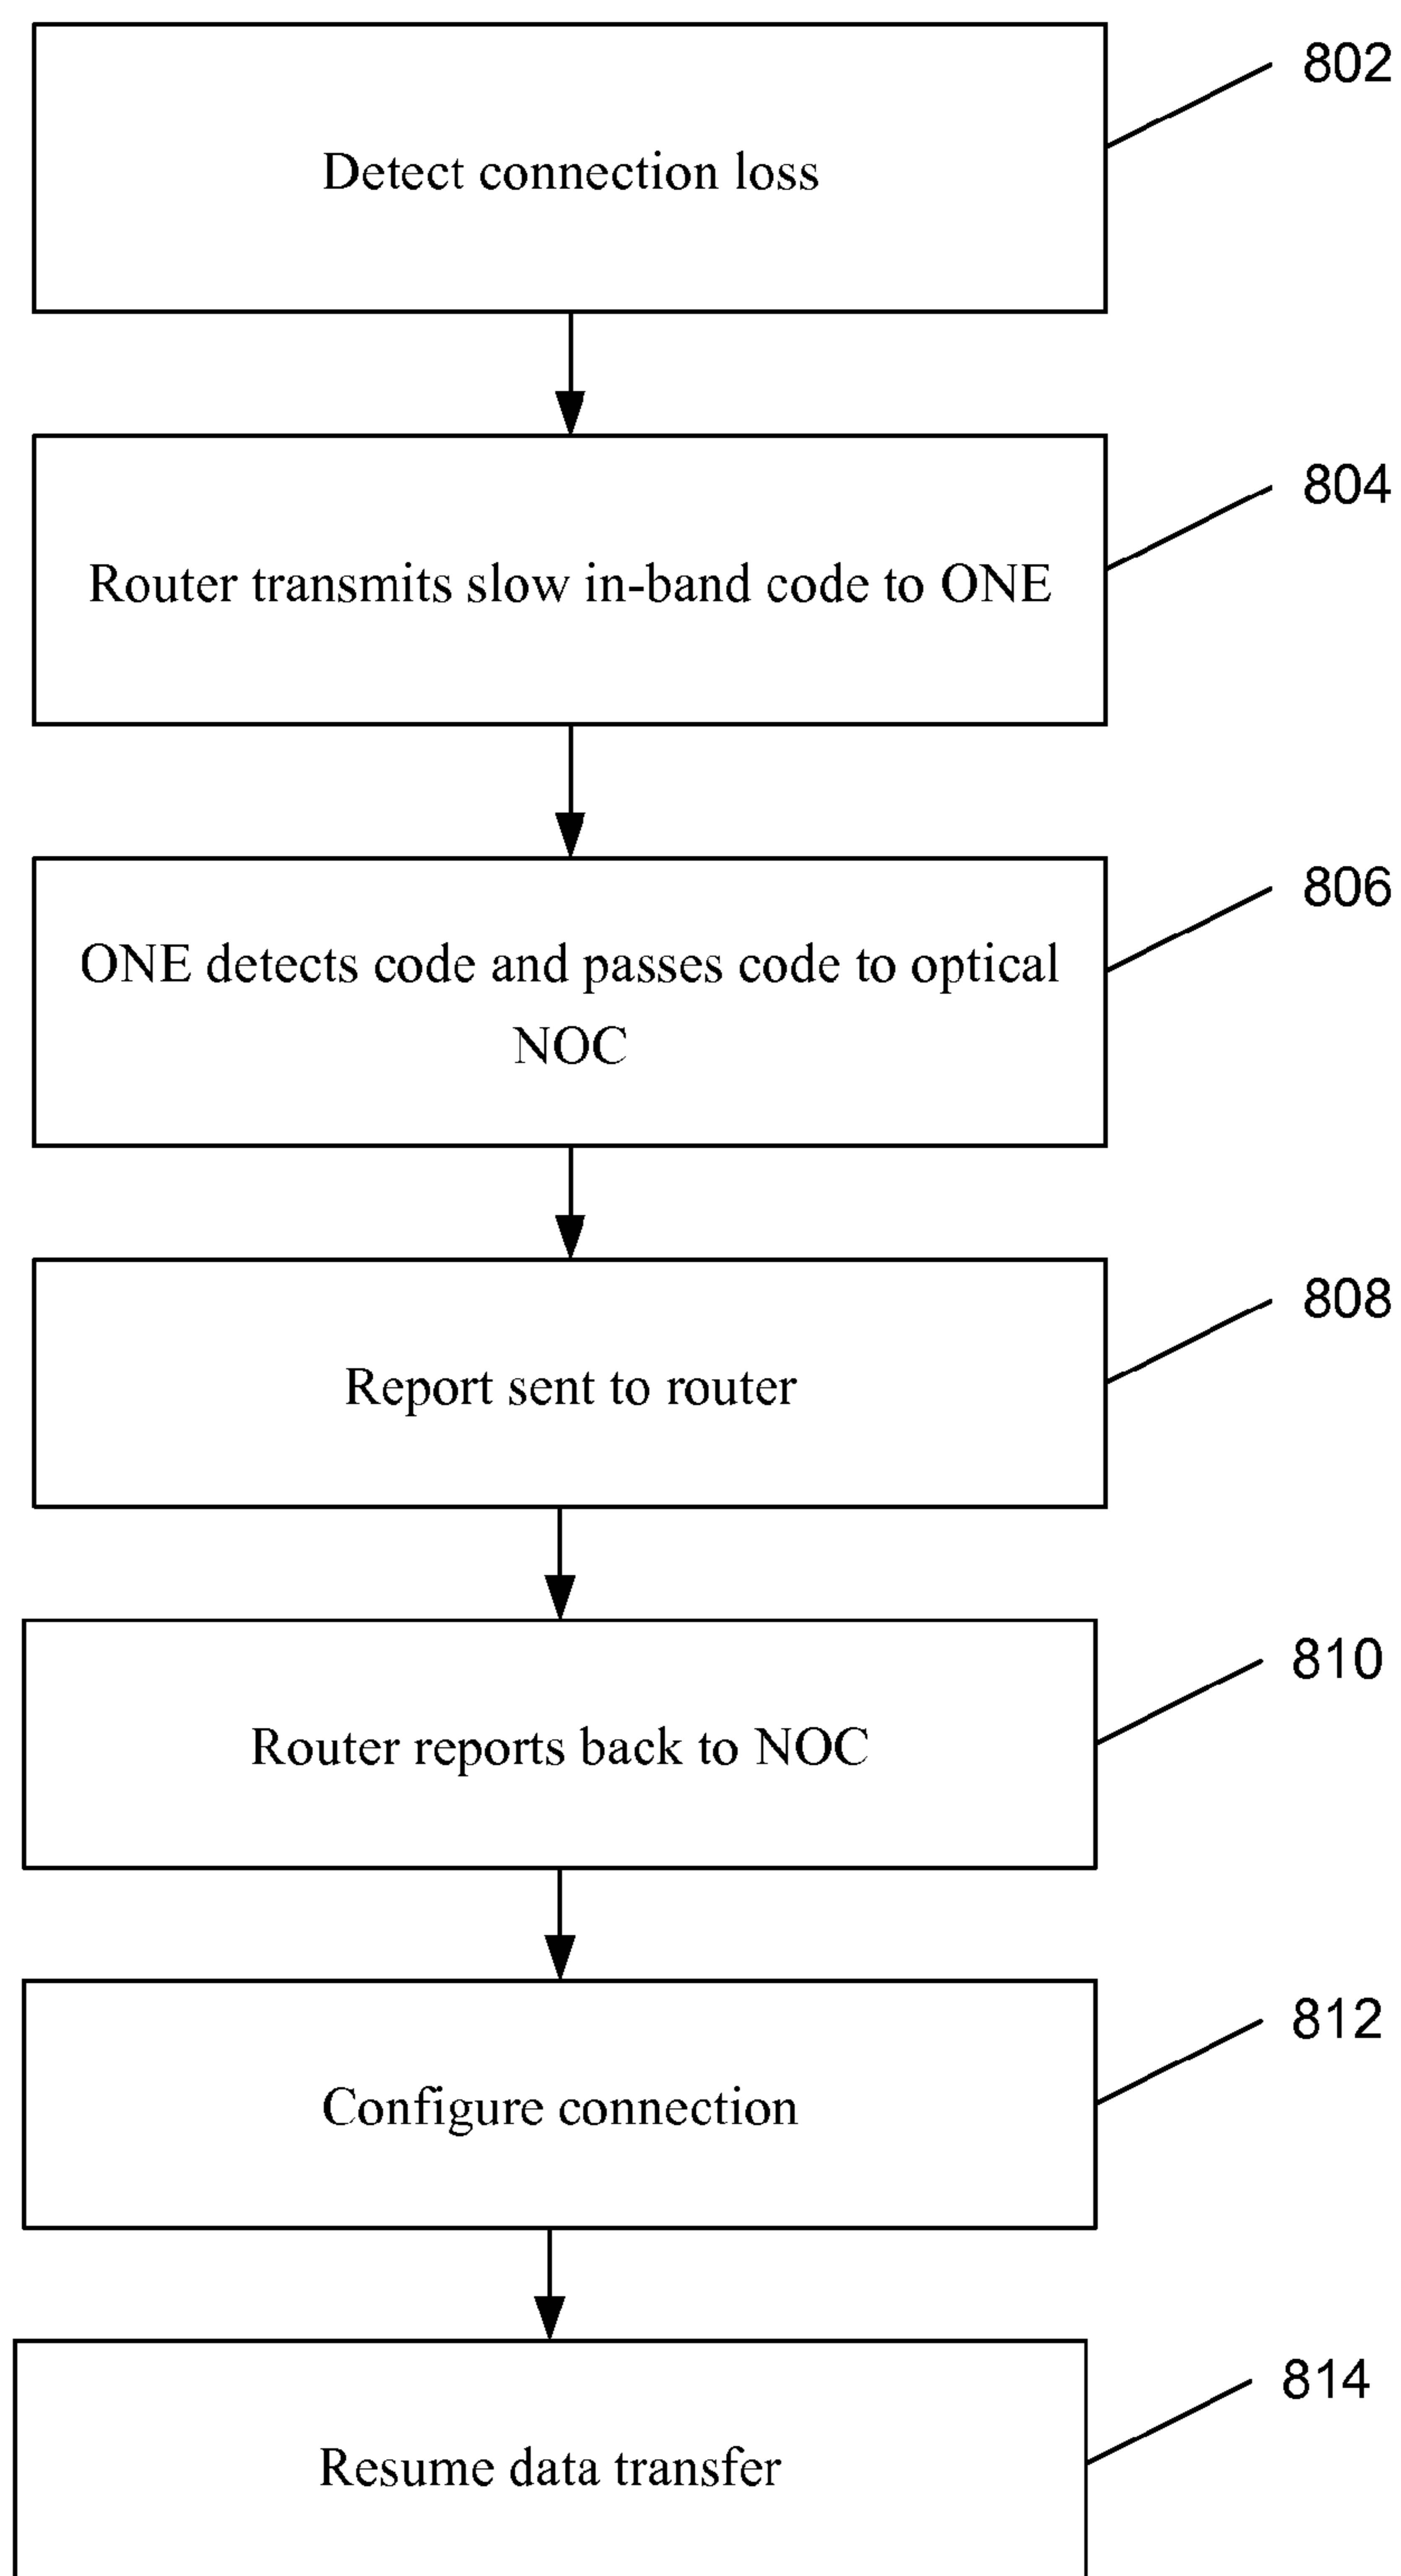 802
Detect connection loss
804
Router transmits slow in-band code to ONE
806
ONE detects code and passes code to optical
NOC
808
Report sent to router
810
Router reports back to NOC
812
Configure connection
814
Resume data transfer